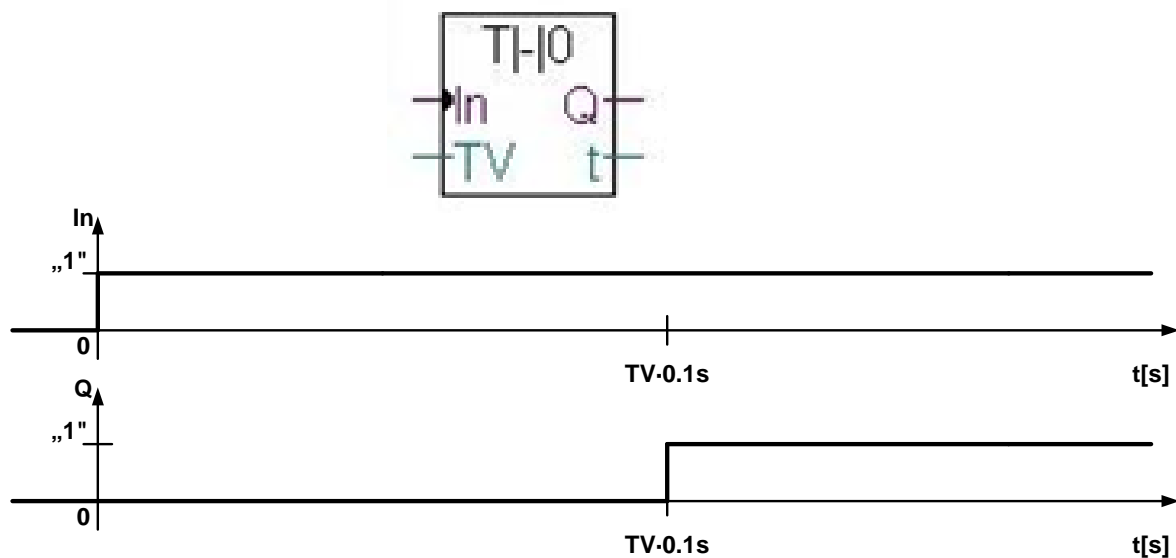 T|-|0
In Q
TV t
In
„1"
0
TV·0.1s t[s]
Q
„1"
0
TV·0.1s t[s]